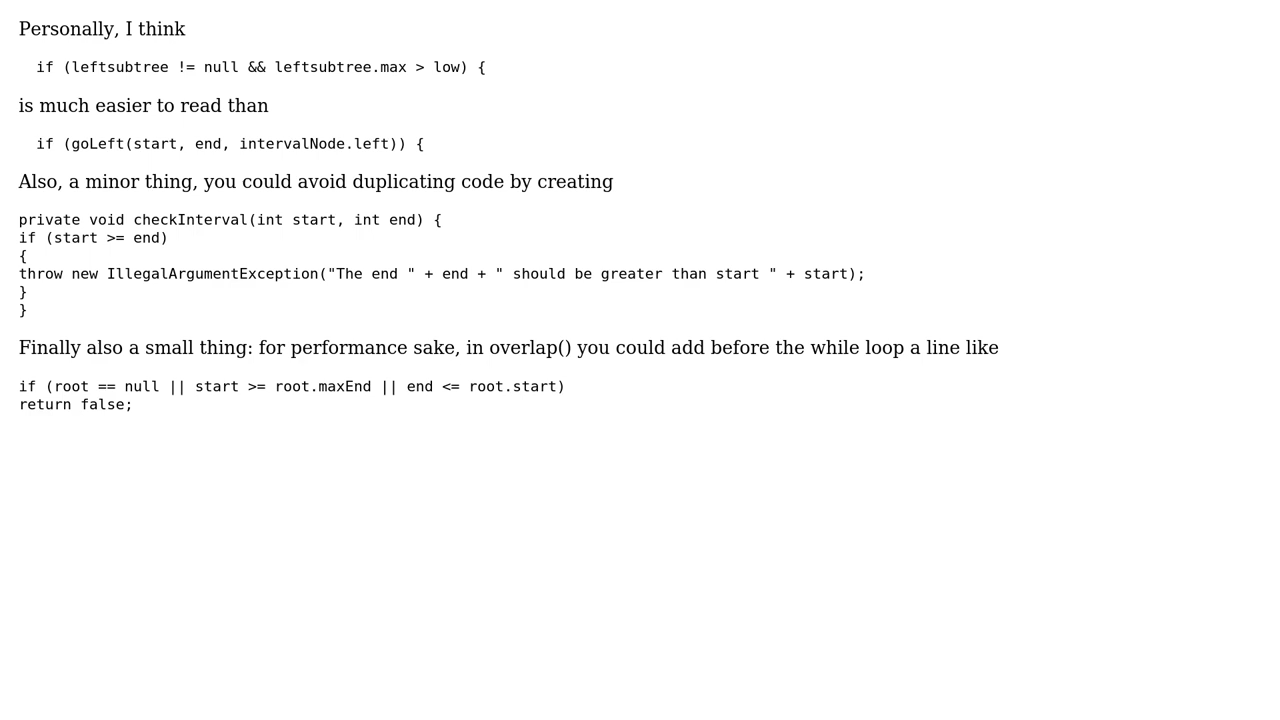 Personally, I think
if (leftsubtree != null && leftsubtree.max > low) {
is much easier to read than
if (goLeft(start, end, intervalNode.left)) {
Also, a minor thing, you could avoid duplicating code by creating
private void checkInterval(int start, int end) {
if (start >= end)
{
throw new IllegalArgumentException("The end " + end + " should be greater than start " + start);
}
}
Finally also a small thing: for performance sake, in overlap() you could add before the while loop a line like
if (root == null || start >= root.maxEnd || end <= root.start)
return false;